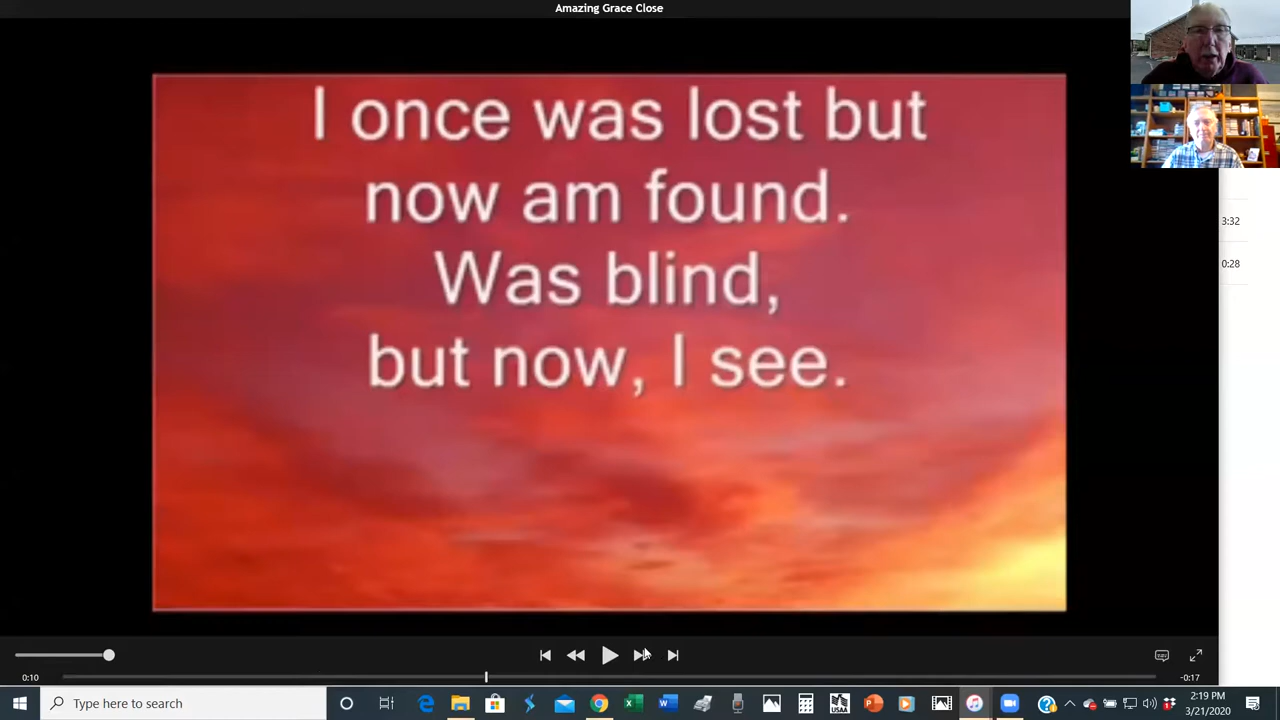 Amazing Grace Close
I once was lost but
now am found.
Was blind,
but now, I see.
3:32
0:28
0:10
-0:17
Type here to search
USAA
2:19 PM
3/21/2020